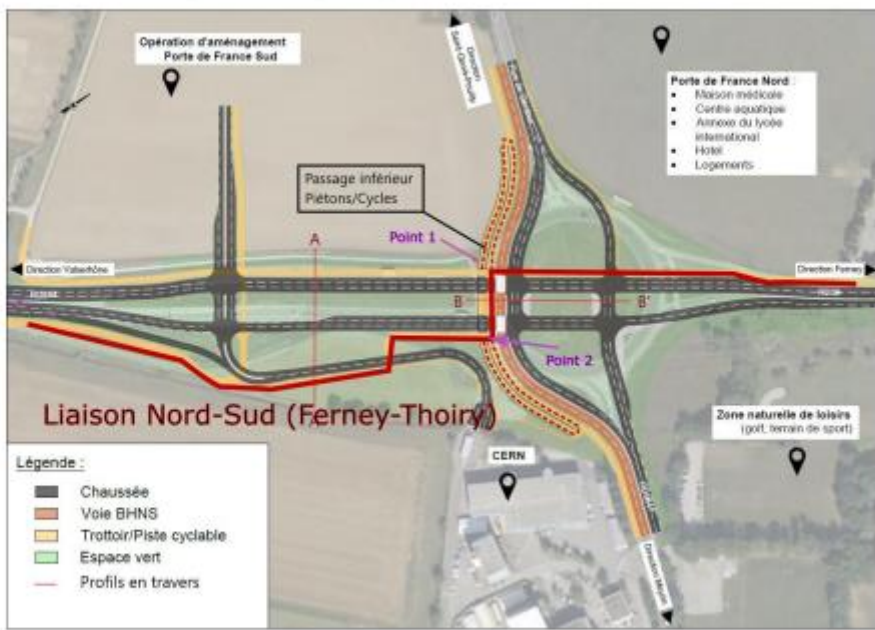 Opération d'aménagement
Porte de France Sud
Direction
Saint-Genis-Pouilly
Porte de France Nord :
Maison médicale
Centre aquatique
Annexe du lycée
international
Hotel
Logements
Passage inférieur
Piétons/Cycles
A
Point 1
Direction Valserhône
Direction Ferney
B
B'
Point 2
Liaison Nord-Sud (Ferney-Thoiry)
Zone naturelle de loisirs
(golf, terrain de sport)
CERN
Légende :
Chaussée
Voie BHNS
Trottoir/Piste cyclable
Espace vert
Profils en travers
Direction Meyrin